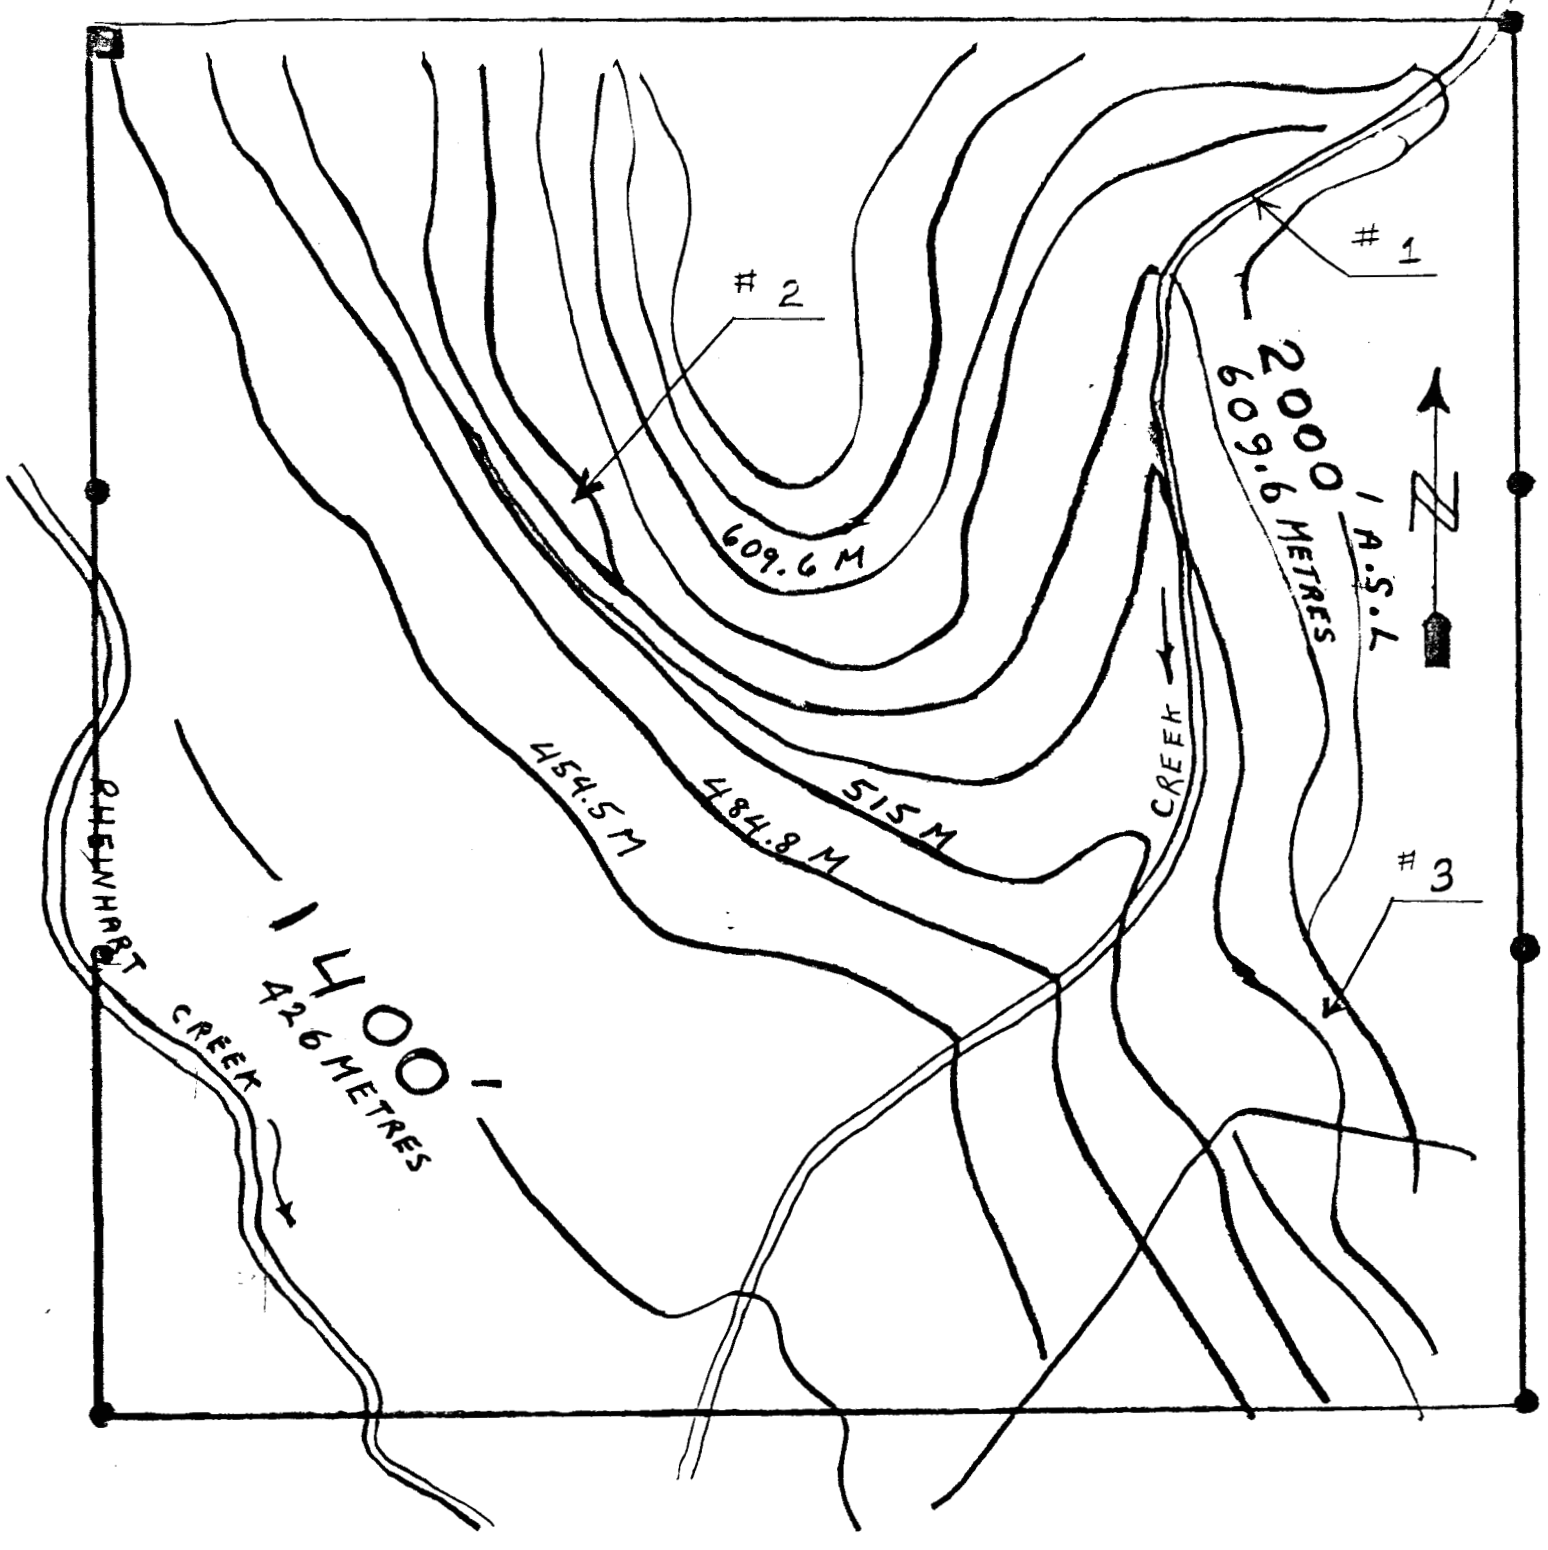 # 1
# 2
2000 ' A.S.L
609.6 METRES
N
609.6 M
CREEK
515 M
484.8 M
454.5 M
# 3
RHEINHART CREEK
1400'
426 METRES